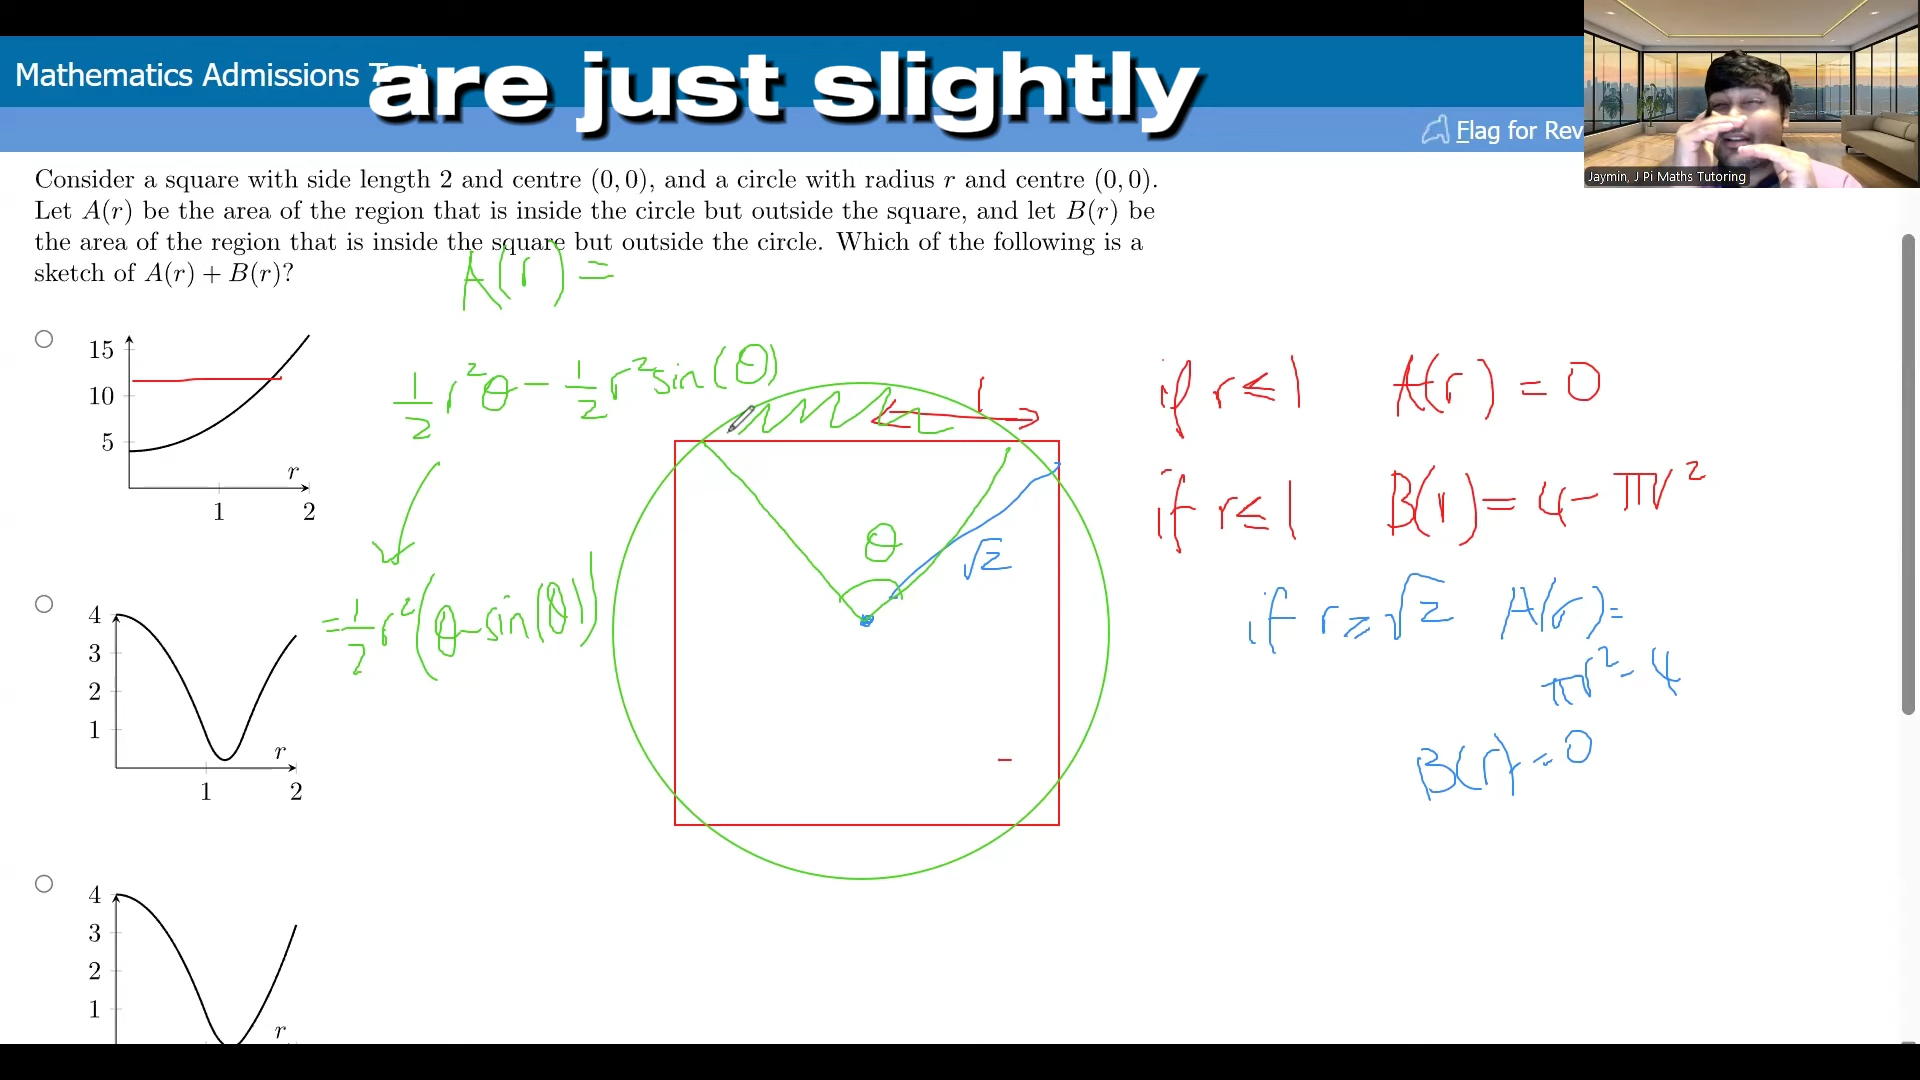 Mathematics Admissions
are just slightly
Flag for Rev
Jaymin, J Pi Maths Tutoring
Consider a square with side length 2 and centre (0, 0), and a circle with radius r and centre (0, 0).
Let A(r) be the area of the region that is inside the circle but outside the square, and let B(r) be
the area of the region that is inside the square but outside the circle. Which of the following is a
sketch of A(r) + B(r)?
A(r) =
15
10
5
r
1 2
1/2 r²θ − 1/2 r² sin(θ)
= 1/2 r² (θ − sin(θ))
1
θ
√2
if r ≤ 1 A(r) = 0
if r ≤ 1 B(r) = 4 − πr²
if r ≥ √2 A(r) =
πr² − 4
B(r) = 0
4
3
2
1
r
1 2
4
3
2
1
r